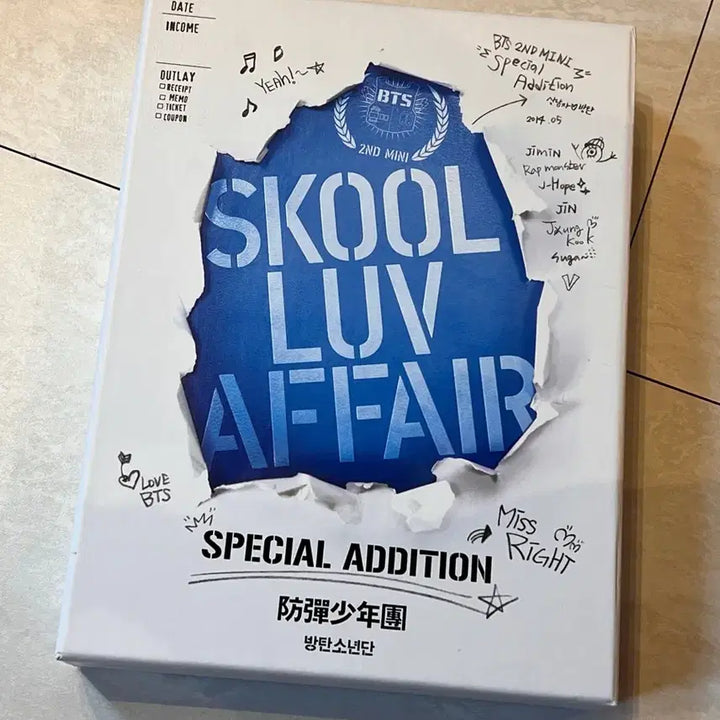 DATE
INCOME
OUTLAY
RECEIPT
MEMO
TICKET
COUPON
YEAH!~
BTS 2ND MINI
Special
Addition
2014.05
JIMIN
Rap monster
J-Hope
JIN
Jxung
kook
suga
BTS
2ND MINI
SKOOL
LUV
AFFAIR
LOVE
BTS
MISS
RIGHT
SPECIAL ADDITION
防彈少年團
방탄소년단